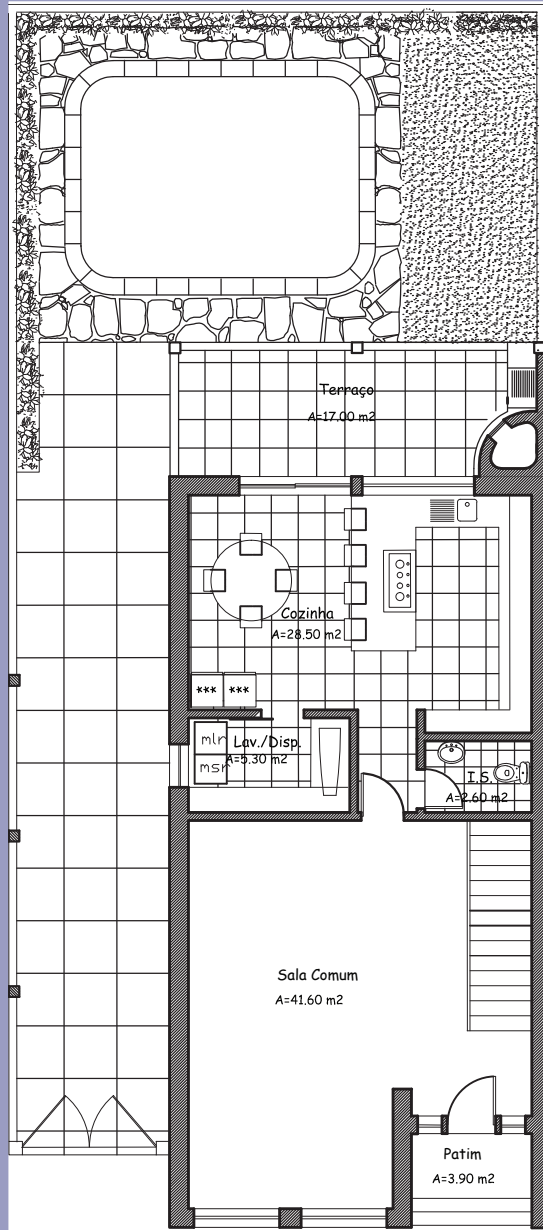 Terraço
A=17.00 m2
Cozinha
A=28.50 m2
*** ***
mlr
Lav./Disp.
A=5.30 m2
msr
I.S.
A=2.60 m2
Sala Comum
A=41.60 m2
Patim
A=3.90 m2